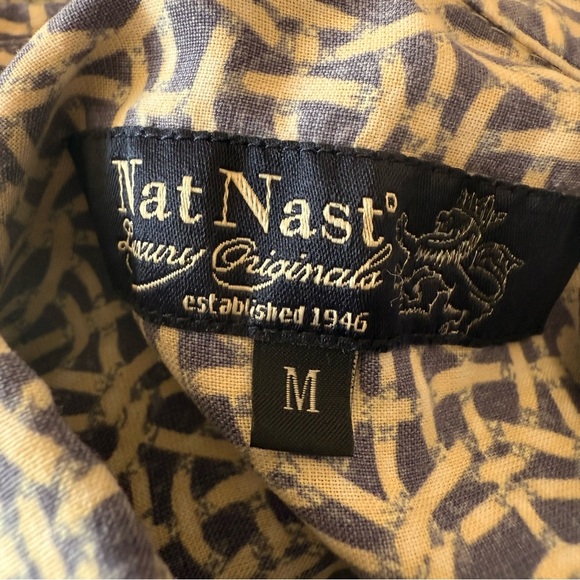 Nat Nast
Luxury Originals
established 1946
M